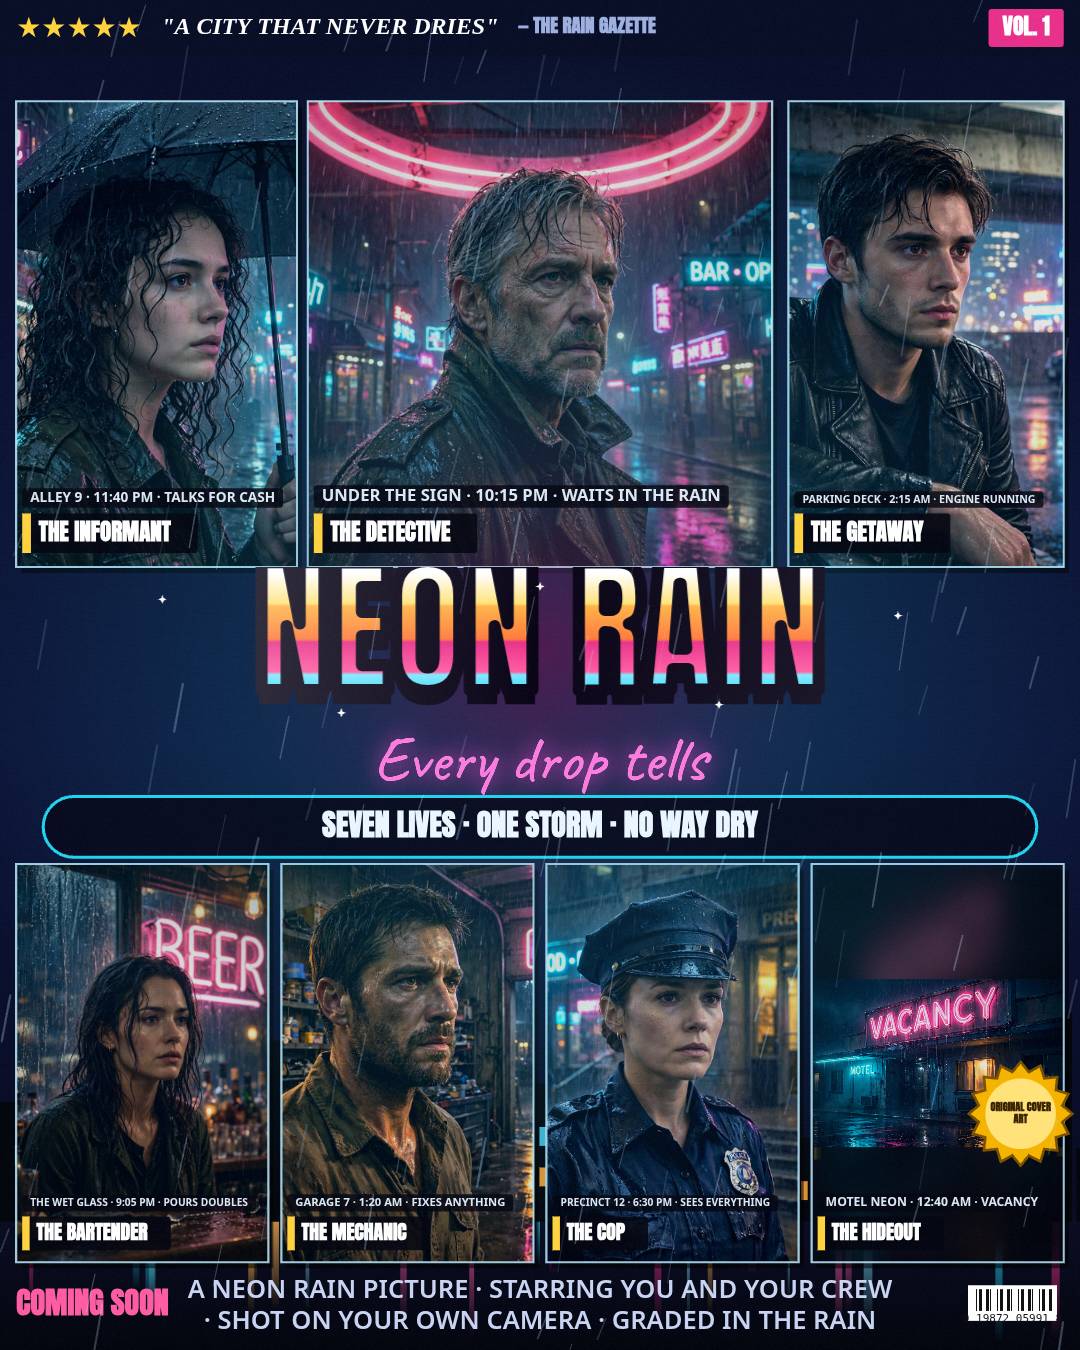 ★★★★★ "A CITY THAT NEVER DRIES" – THE RAIN GAZETTE
VOL. 1
BAR • OP
ALLEY 9 · 11:40 PM · TALKS FOR CASH
THE INFORMANT
UNDER THE SIGN · 10:15 PM · WAITS IN THE RAIN
THE DETECTIVE
PARKING DECK · 2:15 AM · ENGINE RUNNING
THE GETAWAY
NEON RAIN
Every drop tells
SEVEN LIVES · ONE STORM · NO WAY DRY
BEER
THE WET GLASS · 9:05 PM · POURS DOUBLES
THE BARTENDER
GARAGE 7 · 1:20 AM · FIXES ANYTHING
THE MECHANIC
PRECINCT 12 · 6:30 PM · SEES EVERYTHING
THE COP
VACANCY
MOTEL
ORIGINAL COVER
ART
MOTEL NEON · 12:40 AM · VACANCY
THE HIDEOUT
COMING SOON
A NEON RAIN PICTURE · STARRING YOU AND YOUR CREW
· SHOT ON YOUR OWN CAMERA · GRADED IN THE RAIN
19872 05991